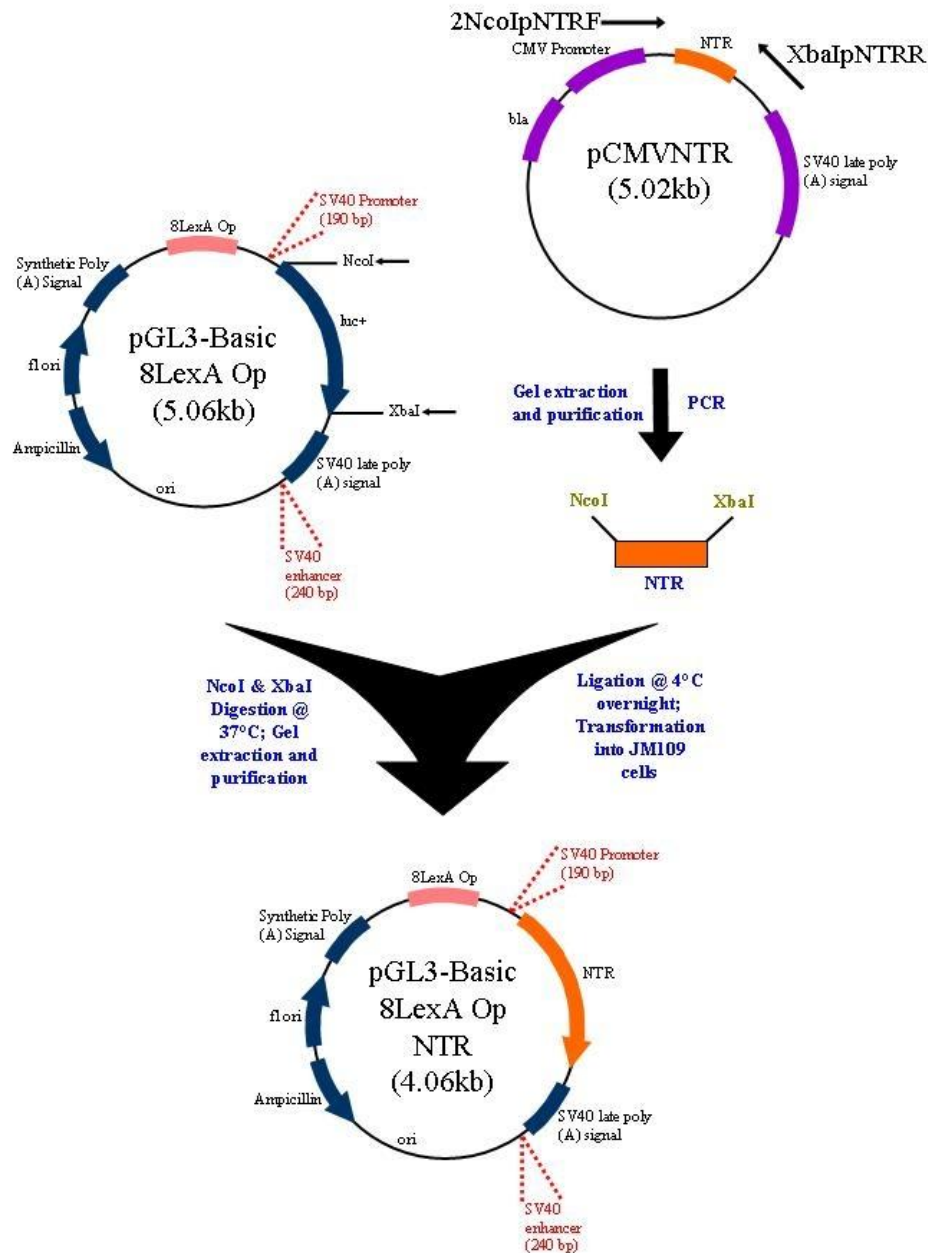 2NcoIpNTRF
CMV Promoter
NTR
XbaIpNTRR
bla
pCMVNTR
(5.02kb)
SV40 late poly
(A) signal
SV40 Promoter
(190 bp)
8LexA Op
NcoI
Synthetic Poly
(A) Signal
luc+
pGL3-Basic
8LexA Op
(5.06kb)
f1ori
XbaI
Ampicillin
SV40 late poly
(A) signal
ori
SV40
enhancer
(240 bp)
Gel extraction
and purification
PCR
NcoI
XbaI
NTR
NcoI & XbaI
Digestion @
37°C; Gel
extraction and
purification
Ligation @ 4°C
overnight;
Transformation
into JM109
cells
SV40 Promoter
(190 bp)
8LexA Op
Synthetic Poly
(A) Signal
NTR
pGL3-Basic
8LexA Op
NTR
(4.06kb)
f1ori
Ampicillin
SV40 late poly
(A) signal
ori
SV40
enhancer
(240 bp)